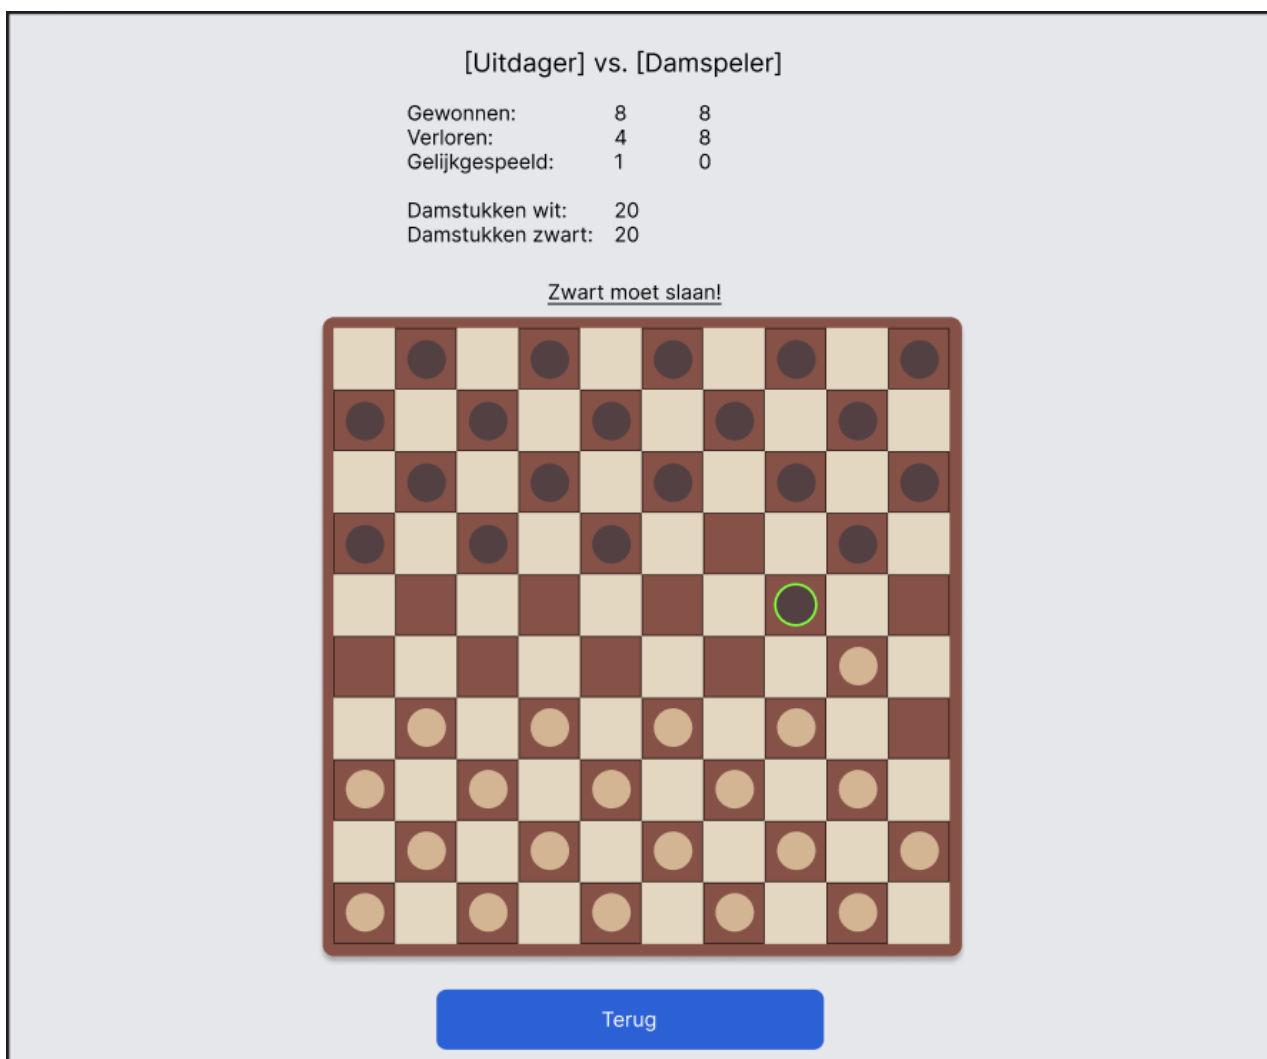 [Uitdager] vs. [Damspeler]
Gewonnen: 8 8
Verloren: 4 8
Gelijkgespeeld: 1 0
Damstukken wit: 20
Damstukken zwart: 20
Zwart moet slaan!
Terug